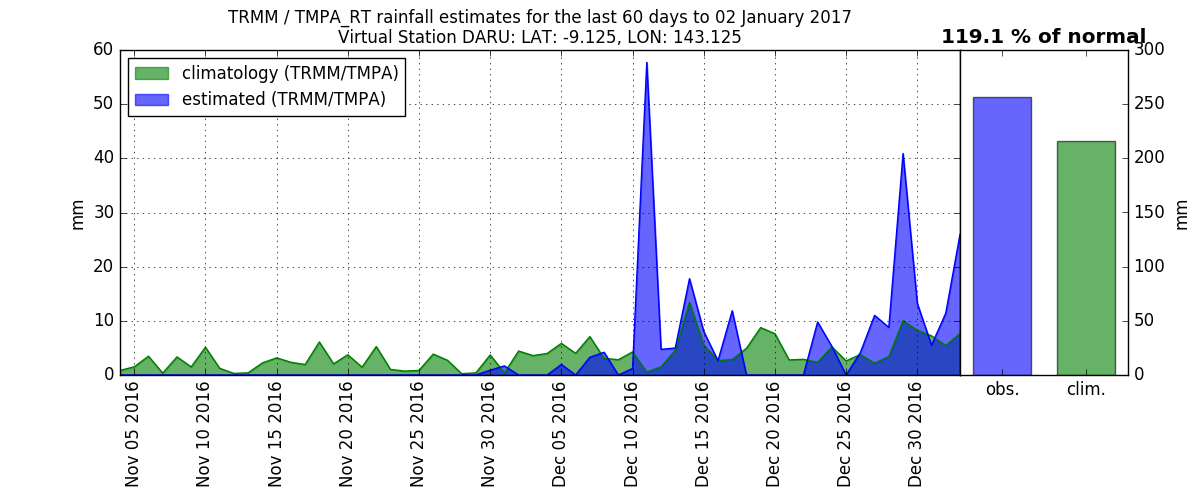 TRMM / TMPA_RT rainfall estimates for the last 60 days to 02 January 2017
Virtual Station DARU: LAT: -9.125, LON: 143.125
119.1 % of normal
climatology (TRMM/TMPA)
estimated (TRMM/TMPA)
60
50
40
30
20
10
0
mm
300
250
200
150
100
50
0
mm
Nov 05 2016
Nov 10 2016
Nov 15 2016
Nov 20 2016
Nov 25 2016
Nov 30 2016
Dec 05 2016
Dec 10 2016
Dec 15 2016
Dec 20 2016
Dec 25 2016
Dec 30 2016
obs.
clim.